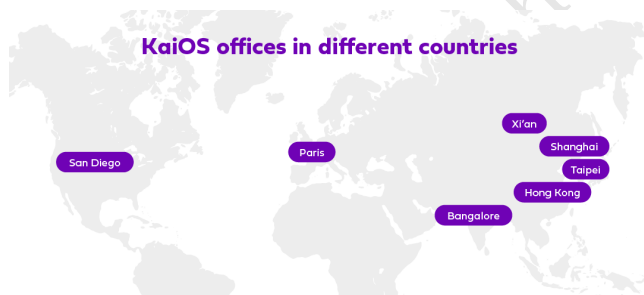 KaiOS offices in different countries
Xi'an
Shanghai
Paris
San Diego
Taipei
Hong Kong
Bangalore